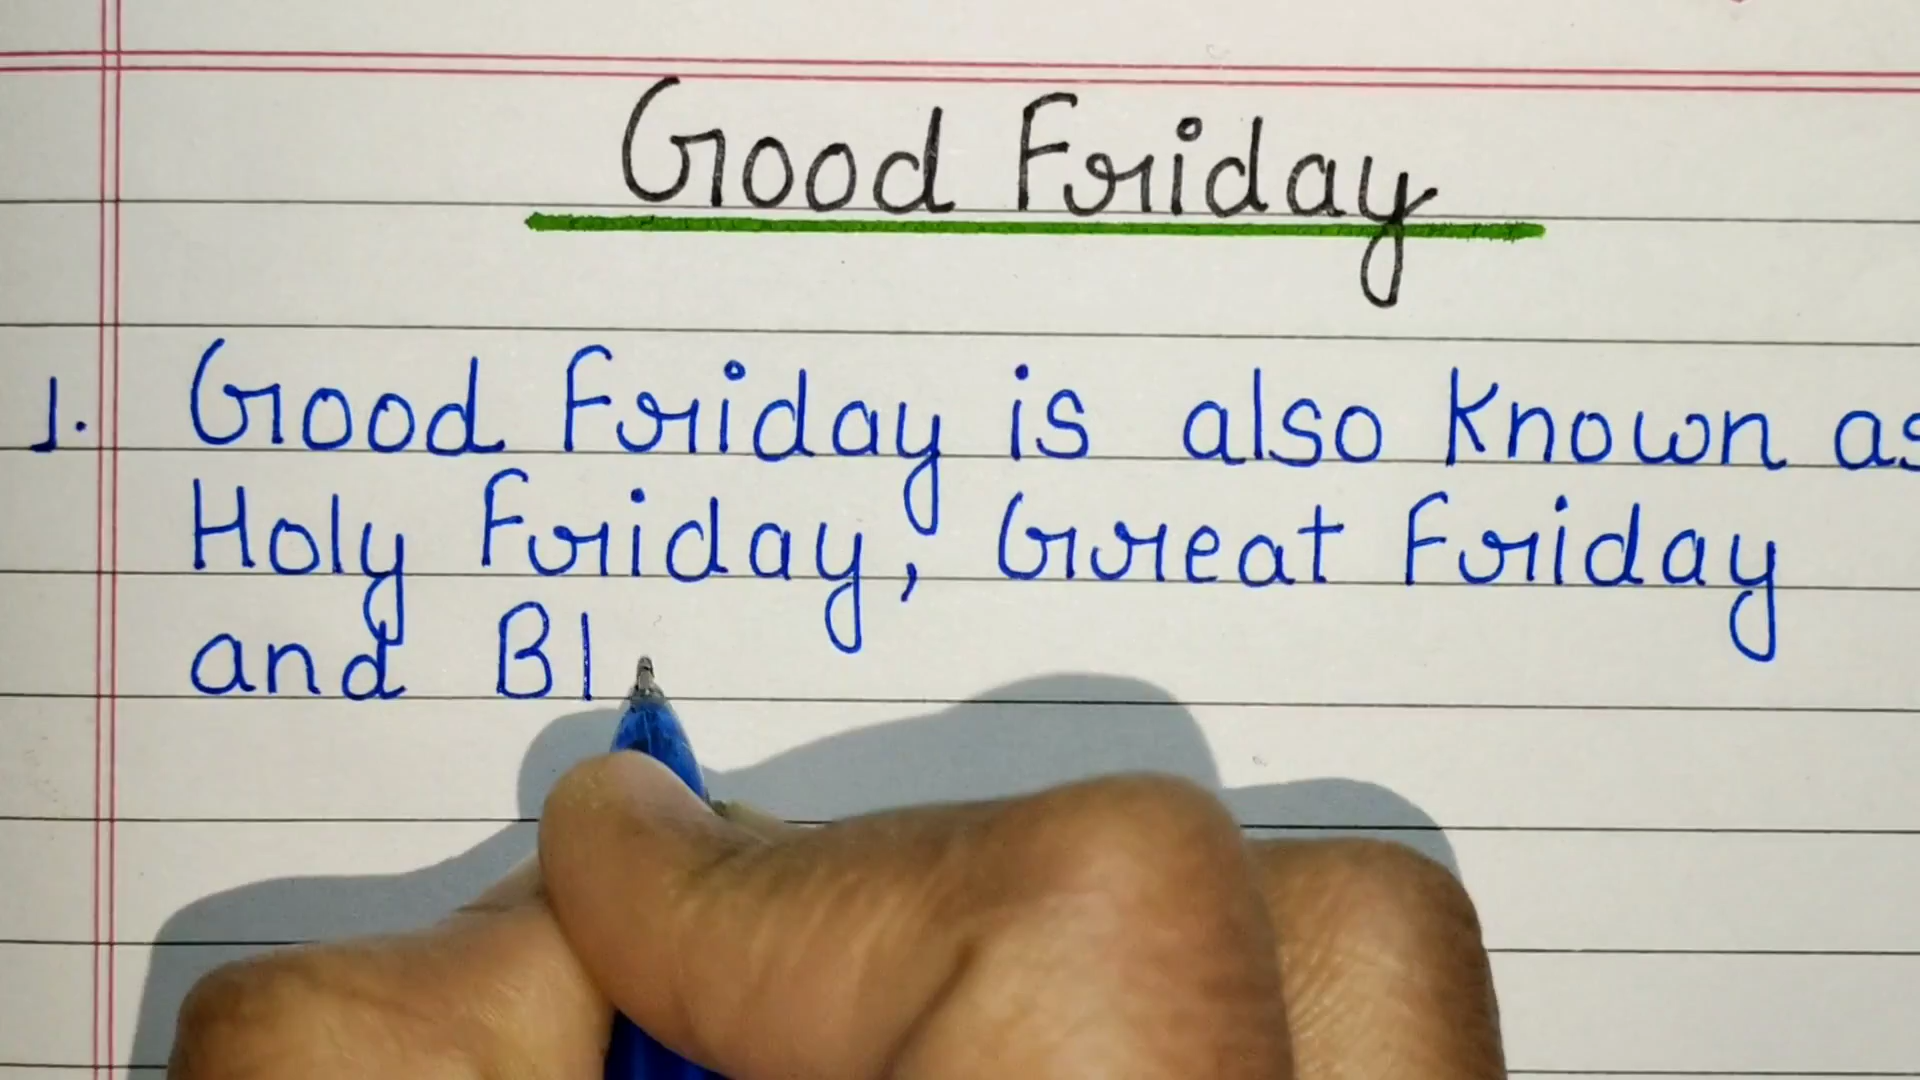 Good Friday
1. Good Friday is also known as
Holy Friday, Great Friday
and Bl